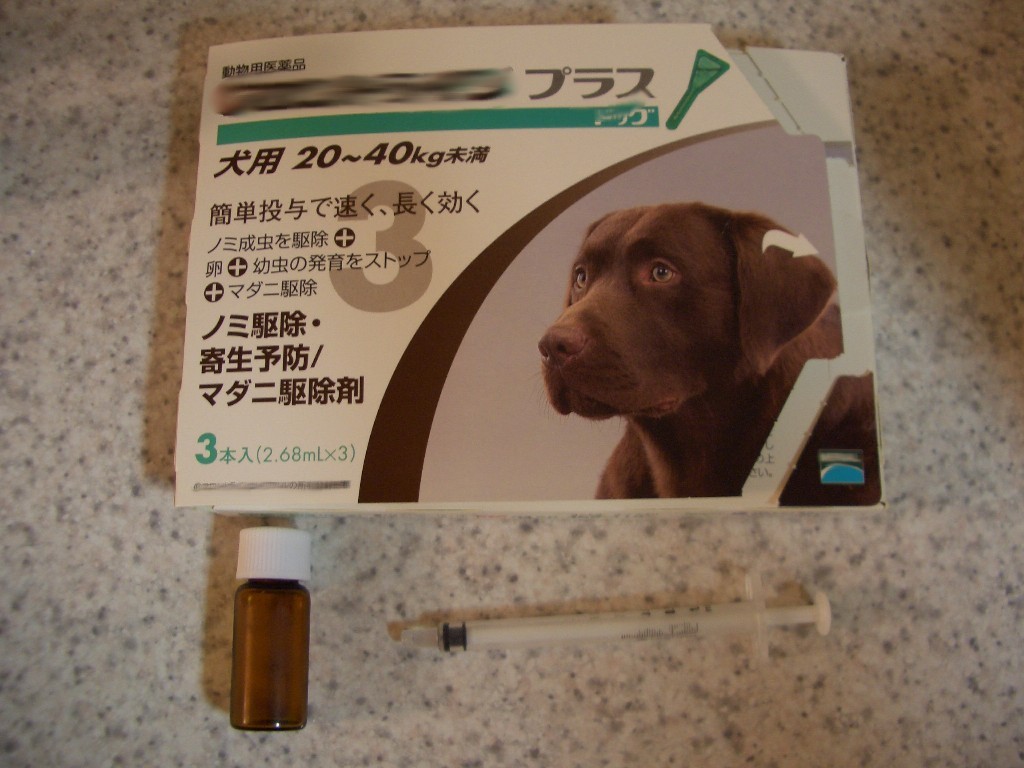 動物用医薬品
プラス
ドッグ
犬用 20~40kg未満
簡単投与で速く、長く効く
3
ノミ成虫を駆除+
卵+幼虫の発育をストップ
+マダニ駆除
ノミ駆除・
寄生予防/
マダニ駆除剤
3本入(2.68mL×3)